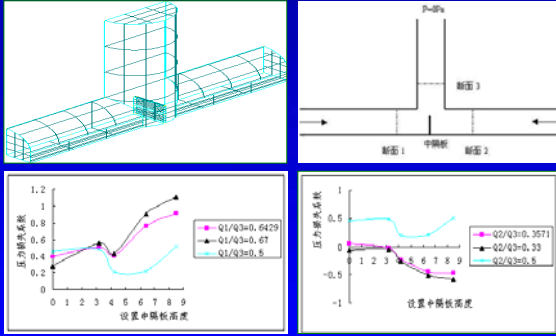 P=0Pa
断面 3
中隔板
断面 1
断面 2
压力损失系数
1.2
1
0.8
0.6
0.4
0.2
0
0 1 2 3 4 5 6 7 8 9
设置中隔板高度
Q1/Q3=0.6429
Q1/Q3=0.67
Q1/Q3=0.5
压力损失系数
1
0.5
0
-0.5
-1
0 1 2 3 4 5 6 7 8 9
设置中隔板高度
Q2/Q3=0.3571
Q2/Q3=0.33
Q2/Q3=0.5